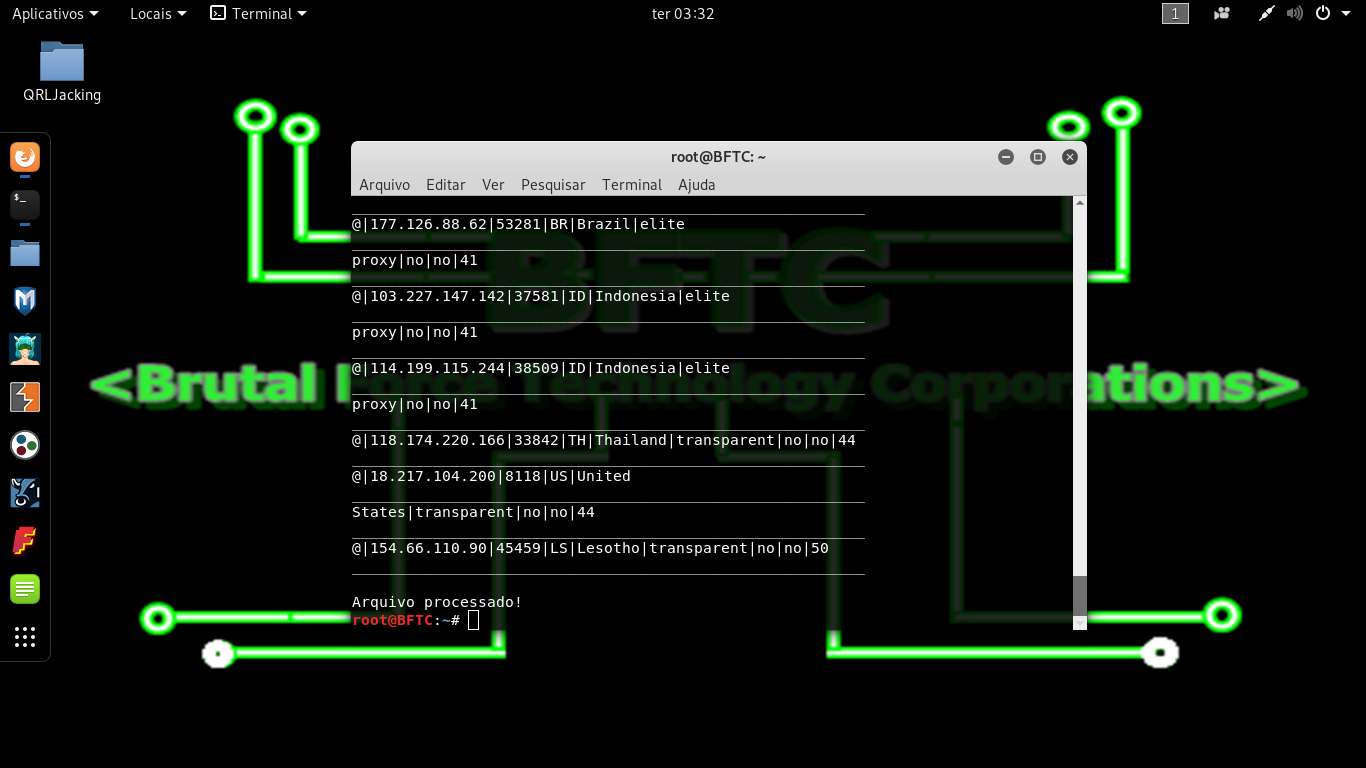 Aplicativos Locais Terminal ter 03:32 1
QRLJacking
root@BFTC: ~
Arquivo Editar Ver Pesquisar Terminal Ajuda
@|177.126.88.62|53281|BR|Brazil|elite
proxy|no|no|41
@|103.227.147.142|37581|ID|Indonesia|elite
proxy|no|no|41
@|114.199.115.244|38509|ID|Indonesia|elite
proxy|no|no|41
@|118.174.220.166|33842|TH|Thailand|transparent|no|no|44
@|18.217.104.200|8118|US|United
States|transparent|no|no|44
@|154.66.110.90|45459|LS|Lesotho|transparent|no|no|50
Arquivo processado!
root@BFTC:~#
BFTC
<Brutal Force Technology Corporations>